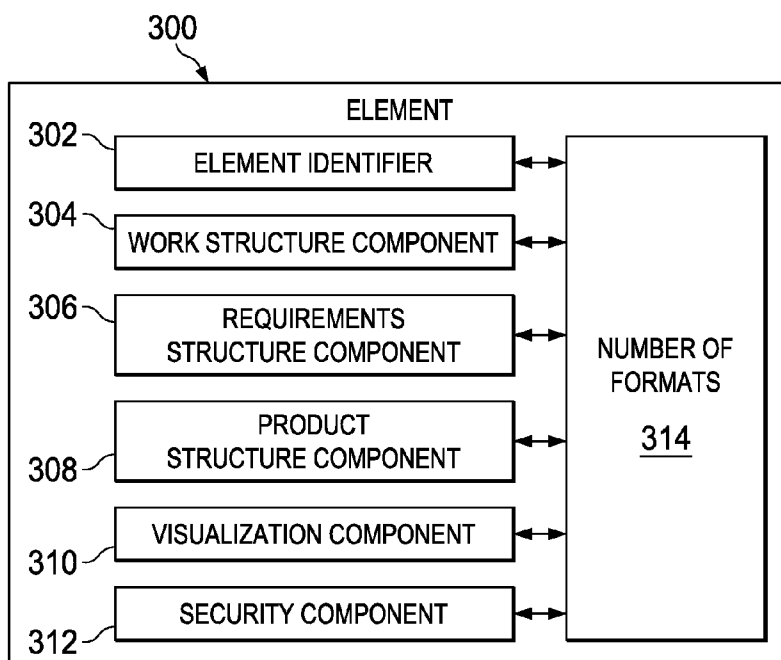 300
ELEMENT
302
ELEMENT IDENTIFIER
304
WORK STRUCTURE COMPONENT
306
REQUIREMENTS
STRUCTURE COMPONENT
308
PRODUCT
STRUCTURE COMPONENT
310
VISUALIZATION COMPONENT
312
SECURITY COMPONENT
NUMBER OF
FORMATS
314